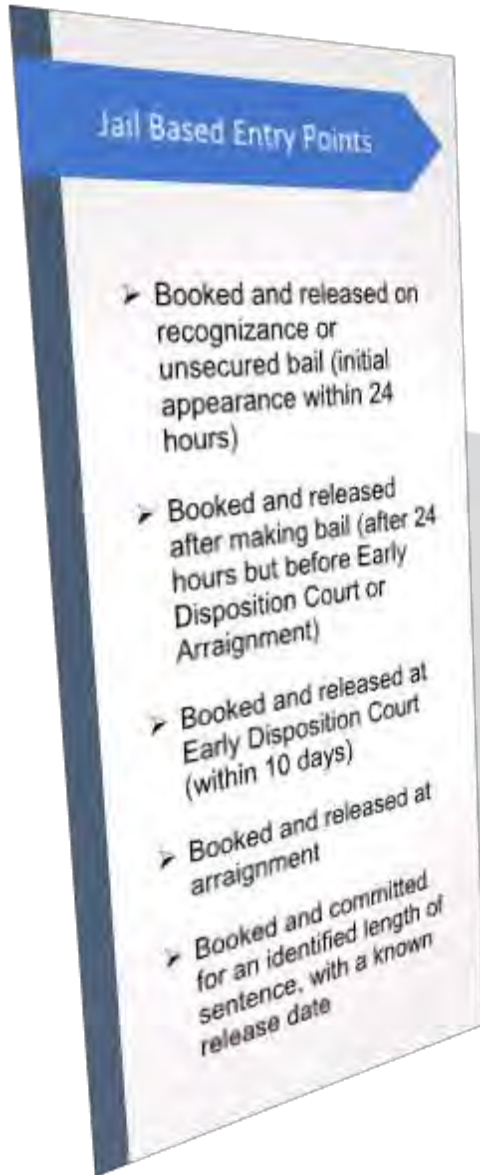 Jail Based Entry Points
➢ Booked and released on
recognizance or
unsecured bail (initial
appearance within 24
hours)
➢ Booked and released
after making bail (after 24
hours but before Early
Disposition Court or
Arraignment)
➢ Booked and released at
Early Disposition Court
(within 10 days)
➢ Booked and released at
arraignment
➢ Booked and committed
for an identified length of
sentence, with a known
release date